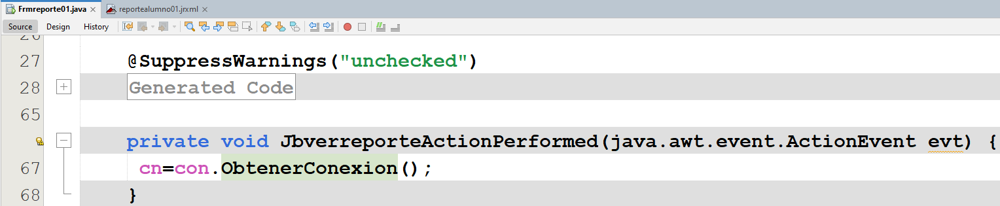 Frmreporte01.java reportealumno01.jrxml
Source Design History
26
27 @SuppressWarnings("unchecked")
28 Generated Code
65
private void JbverreporteActionPerformed(java.awt.event.ActionEvent evt) {
67 cn=con.ObtenerConexion();
68 }